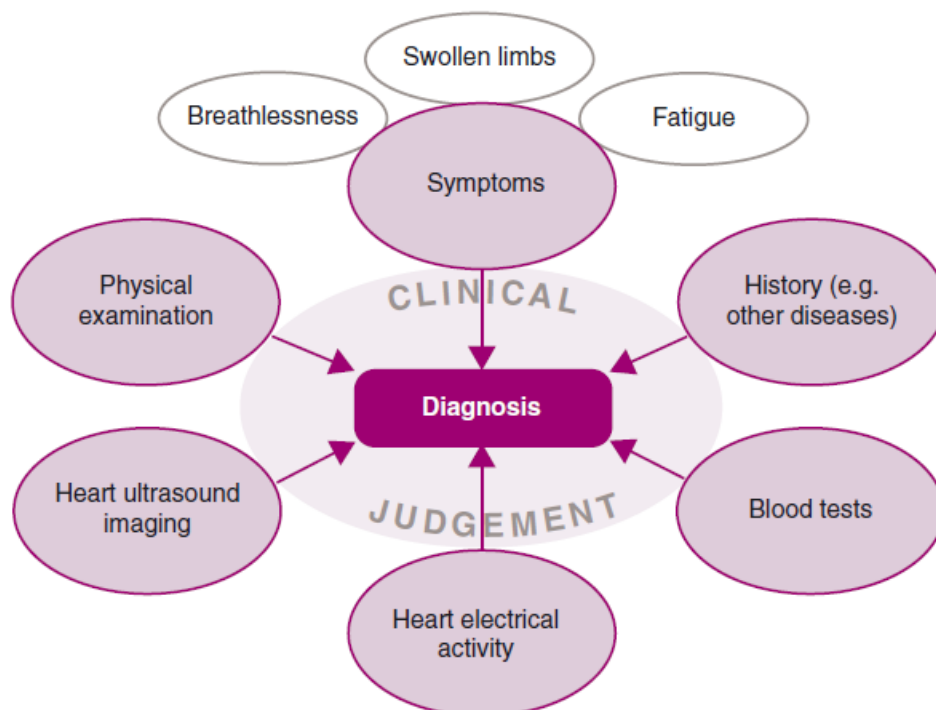 Swollen limbs
Breathlessness
Fatigue
Symptoms
Physical
examination
CLINICAL
History (e.g.
other diseases)
Diagnosis
Heart ultrasound
imaging
JUDGEMENT
Blood tests
Heart electrical
activity